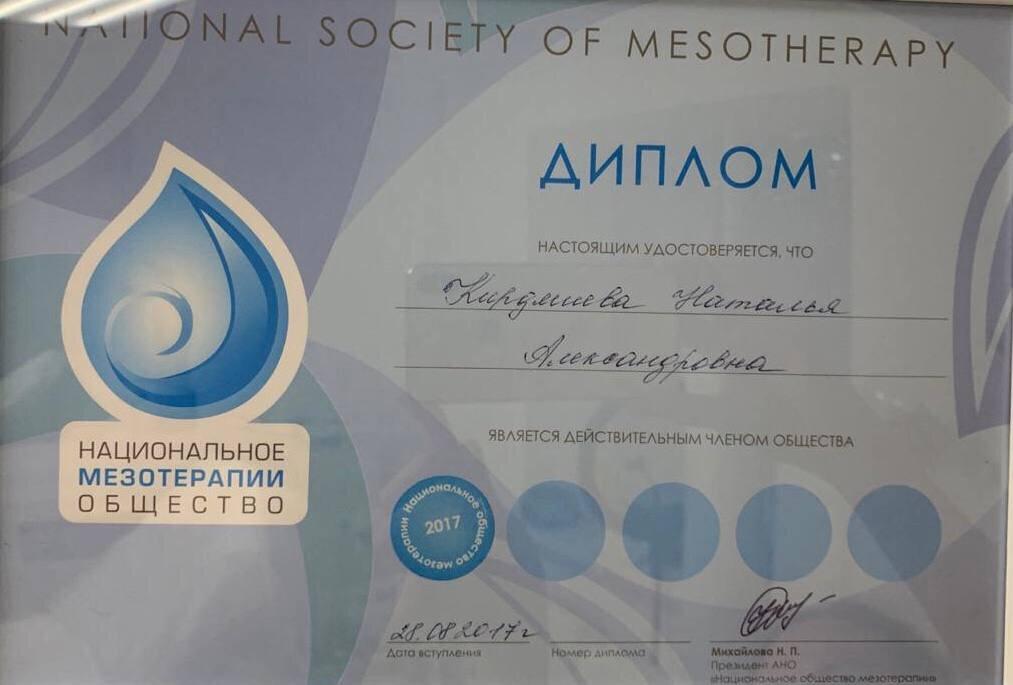 NATIONAL SOCIETY OF MESOTHERAPY
ДИПЛОМ
НАСТОЯЩИМ УДОСТОВЕРЯЕТСЯ, ЧТО
Наталья
Александровна
ЯВЛЯЕТСЯ ДЕЙСТВИТЕЛЬНЫМ ЧЛЕНОМ ОБЩЕСТВА
НАЦИОНАЛЬНОЕ
МЕЗОТЕРАПИИ
ОБЩЕСТВО
Национальное общество мезотерапии
2017
28.08.2017г
Дата вступления
Номер диплома
Михайлова Н. П.
Президент АНО
«Национальное общество мезотерапии»